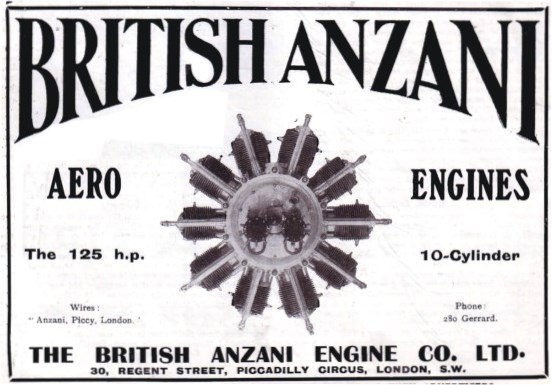 BRITISH ANZANI
AERO ENGINES
The 125 h.p. 10-Cylinder
Wires:
"Anzani, Piccy, London."
Phone:
280 Gerrard.
THE BRITISH ANZANI ENGINE CO. LTD.
30, REGENT STREET, PICCADILLY CIRCUS, LONDON, S.W.